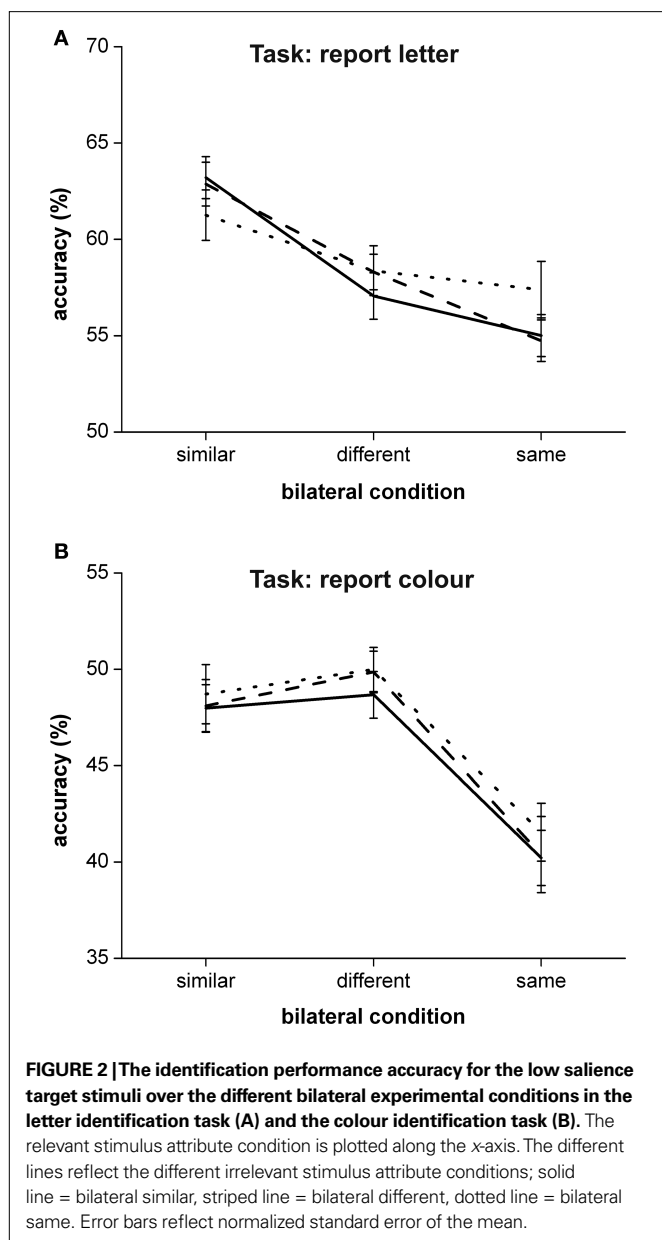 A
Task: report letter
70
65
60
55
50
accuracy (%)
similar different same
bilateral condition
B
Task: report colour
55
50
45
40
35
accuracy (%)
similar different same
bilateral condition
FIGURE 2 | The identification performance accuracy for the low salience
target stimuli over the different bilateral experimental conditions in the
letter identification task (A) and the colour identification task (B). The
relevant stimulus attribute condition is plotted along the x-axis. The different
lines reflect the different irrelevant stimulus attribute conditions; solid
line = bilateral similar, striped line = bilateral different, dotted line = bilateral
same. Error bars reflect normalized standard error of the mean.